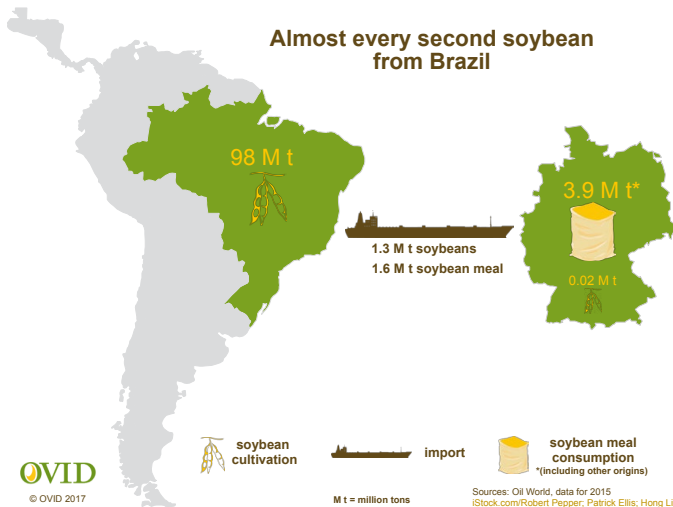 Almost every second soybean
from Brazil
98 M t
3.9 M t*
1.3 M t soybeans
1.6 M t soybean meal
0.02 M t
soybean
cultivation
import
soybean meal
consumption
*(including other origins)
OVID
© OVID 2017
M t = million tons
Sources: Oil World, data for 2015
iStock.com/Robert Pepper; Patrick Ellis; Hong Li